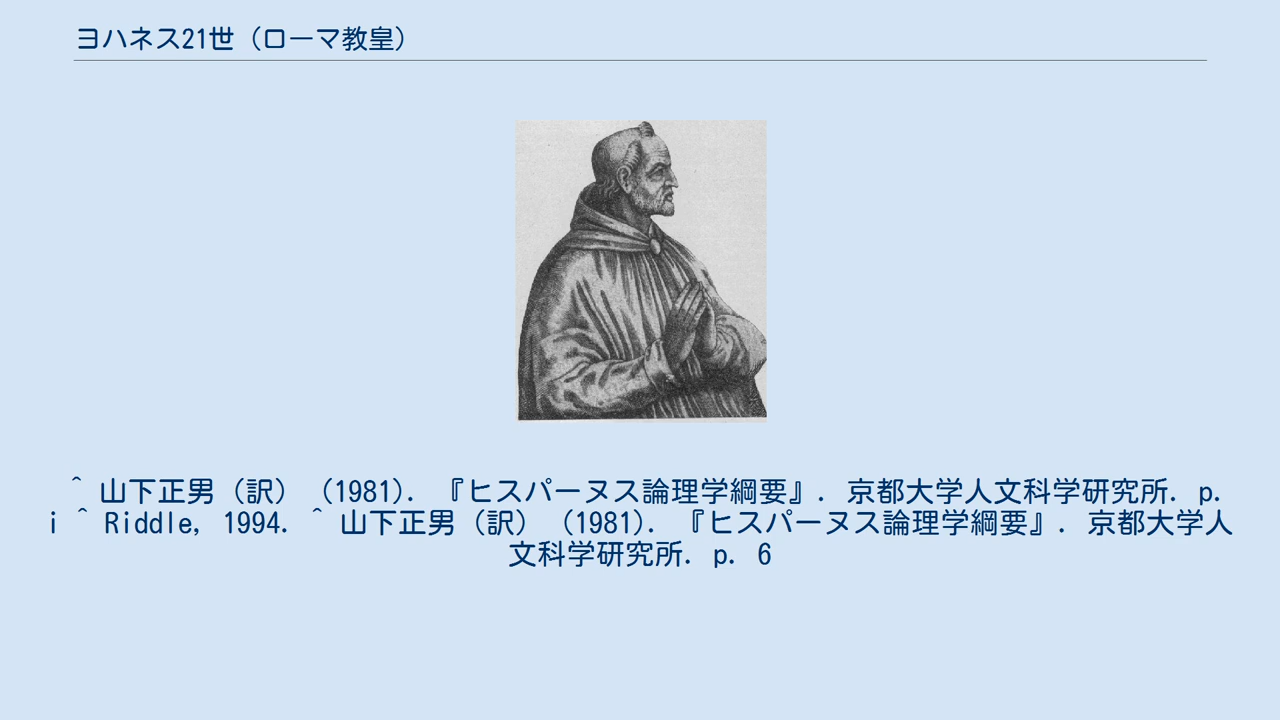 ヨハネス21世（ローマ教皇）
^ 山下正男（訳）（1981）. 『ヒスパーヌス論理学綱要』. 京都大学人文科学研究所. p.
i ^ Riddle, 1994. ^ 山下正男（訳）（1981）. 『ヒスパーヌス論理学綱要』. 京都大学人
文科学研究所. p. 6